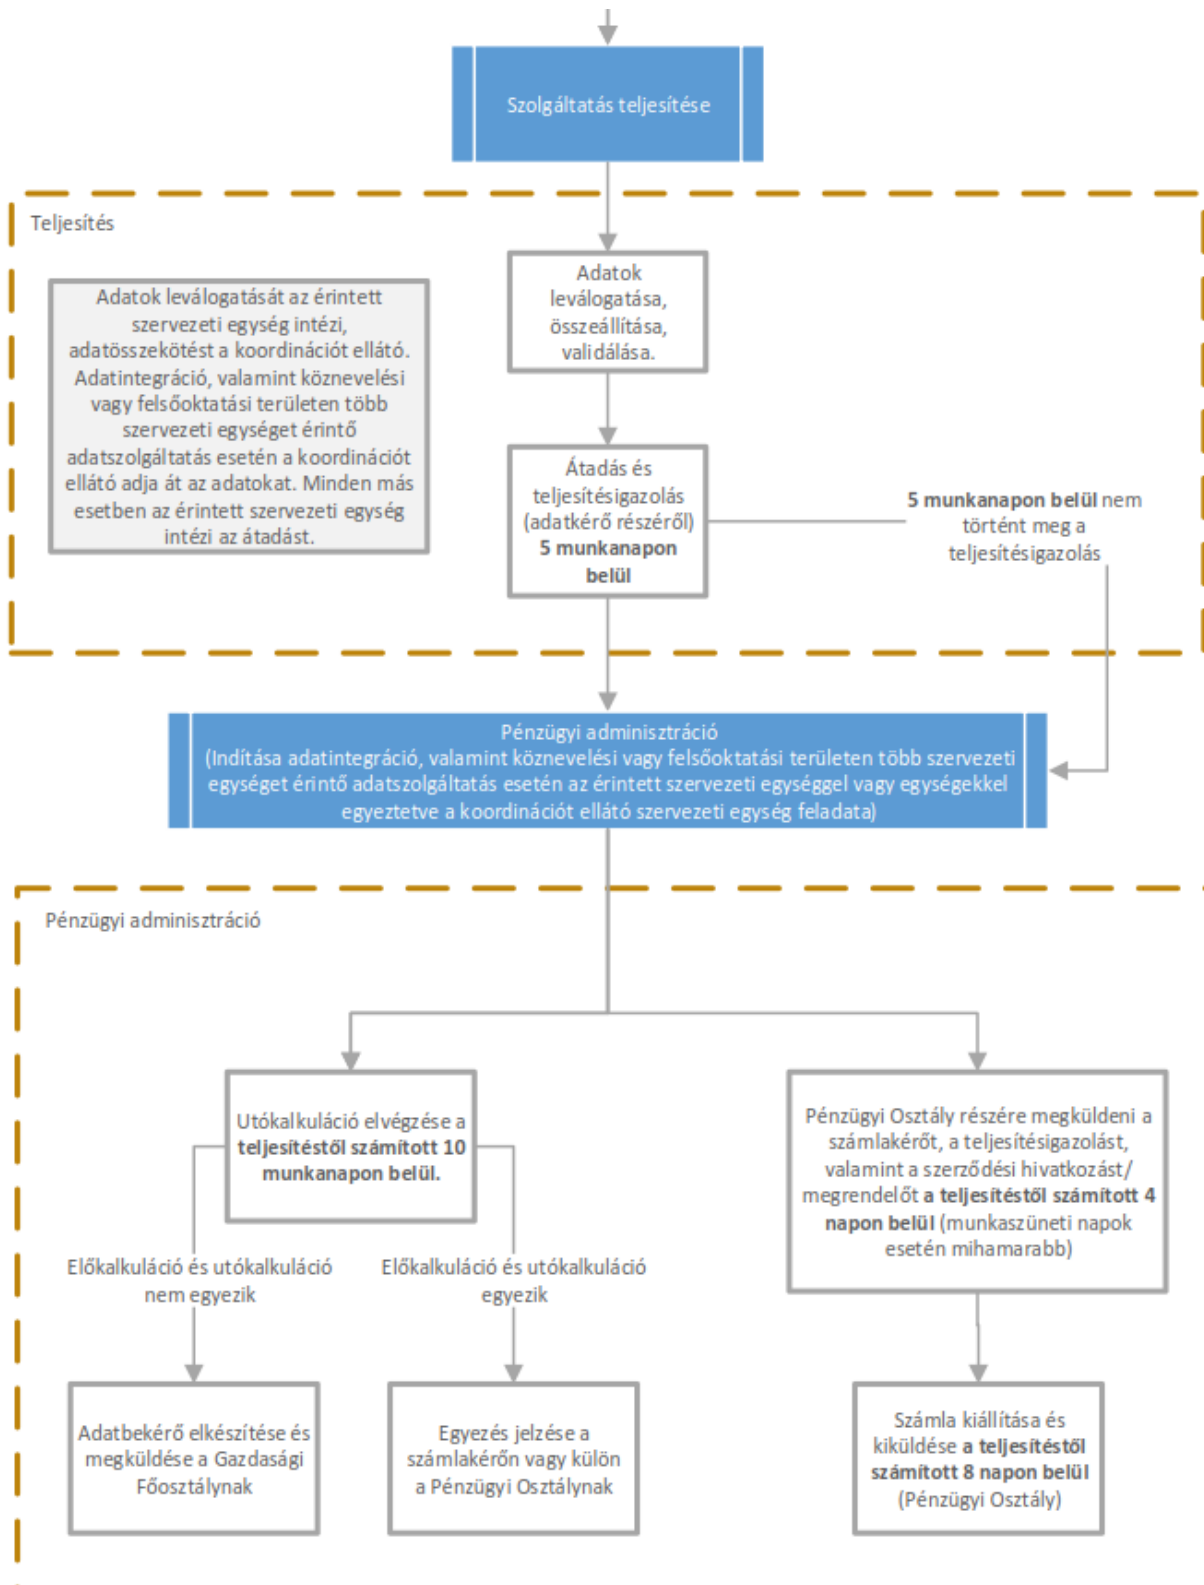 Szolgáltatás teljesítése
Teljesítés
Adatok
leválogatása,
összeállítása,
validálása.
Adatok leválogatását az érintett
szervezeti egység intézi,
adatösszekötést a koordinációt ellátó.
Adatintegráció, valamint köznevelési
vagy felsőoktatási területen több
szervezeti egységet érintő
adatszolgáltatás esetén a koordinációt
ellátó adja át az adatokat. Minden más
esetben az érintett szervezeti egység
intézi az átadást.
Átadás és
teljesítésigazolás
(adatkérő részéről)
5 munkanapon
belül
5 munkanapon belül nem
történt meg a
teljesítésigazolás
Pénzügyi adminisztráció
(Indítása adatintegráció, valamint köznevelési vagy felsőoktatási területen több szervezeti
egységet érintő adatszolgáltatás esetén az érintett szervezeti egységgel vagy egységekkel
egyeztetve a koordinációt ellátó szervezeti egység feladata)
Pénzügyi adminisztráció
Utókalkuláció elvégzése a
teljesítéstől számított 10
munkanapon belül.
Pénzügyi Osztály részére megküldeni a
számlakérőt, a teljesítésigazolást,
valamint a szerződési hivatkozást/
megrendelőt a teljesítéstől számított 4
napon belül (munkaszüneti napok
esetén mihamarabb)
Előkalkuláció és utókalkuláció
nem egyezik
Előkalkuláció és utókalkuláció
egyezik
Adatbekérő elkészítése és
megküldése a Gazdasági
Főosztálynak
Egyezés jelzése a
számlakérőn vagy külön
a Pénzügyi Osztálynak
Számla kiállítása és
kiküldése a teljesítéstől
számított 8 napon belül
(Pénzügyi Osztály)